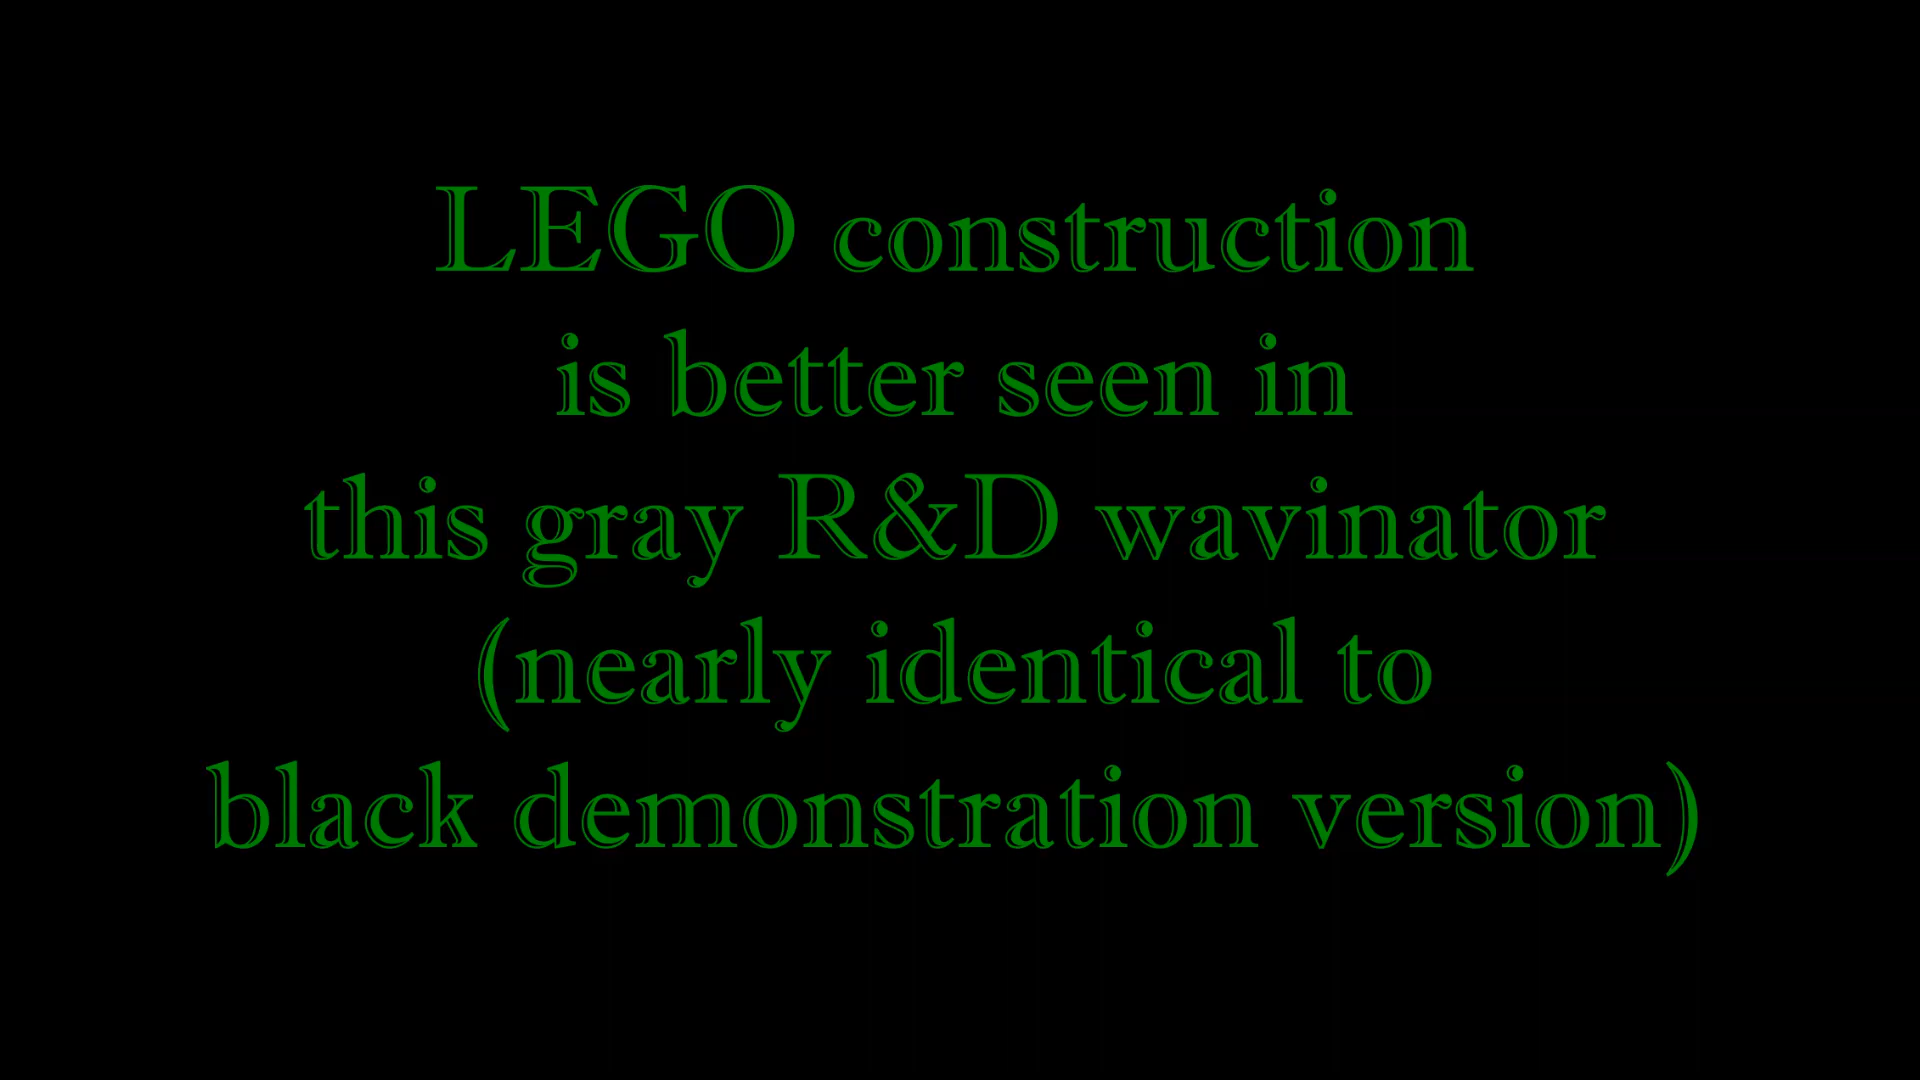 LEGO construction
is better seen in
this gray R&D wavinator
(nearly identical to
black demonstration version)